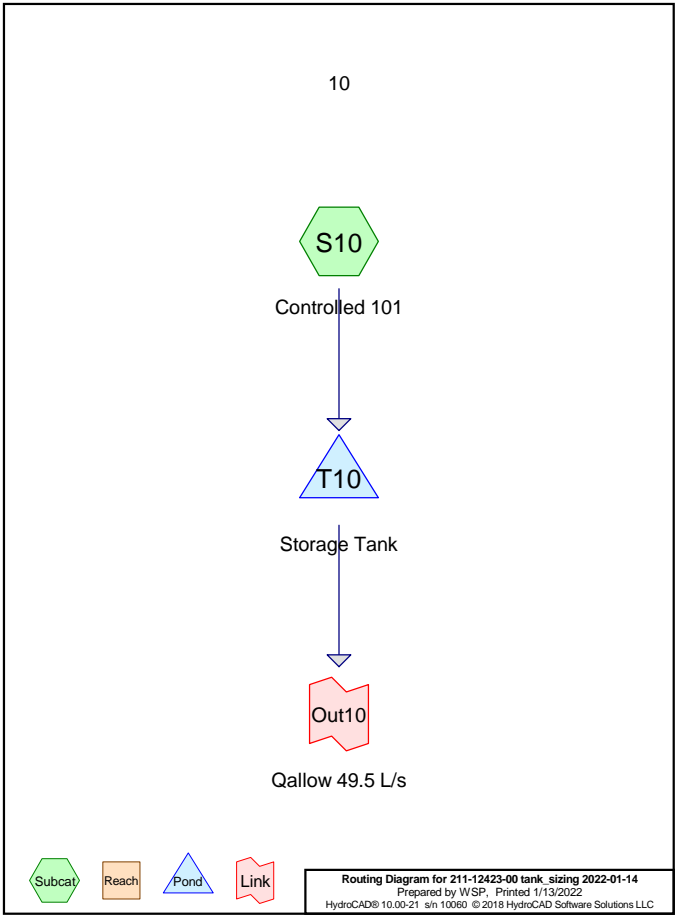 10
S10
Controlled 101
T10
Storage Tank
Out10
Qallow 49.5 L/s
Subcat Reach Pond Link
Routing Diagram for 211-12423-00 tank_sizing 2022-01-14
Prepared by WSP, Printed 1/13/2022
HydroCAD® 10.00-21 s/n 10060 © 2018 HydroCAD Software Solutions LLC